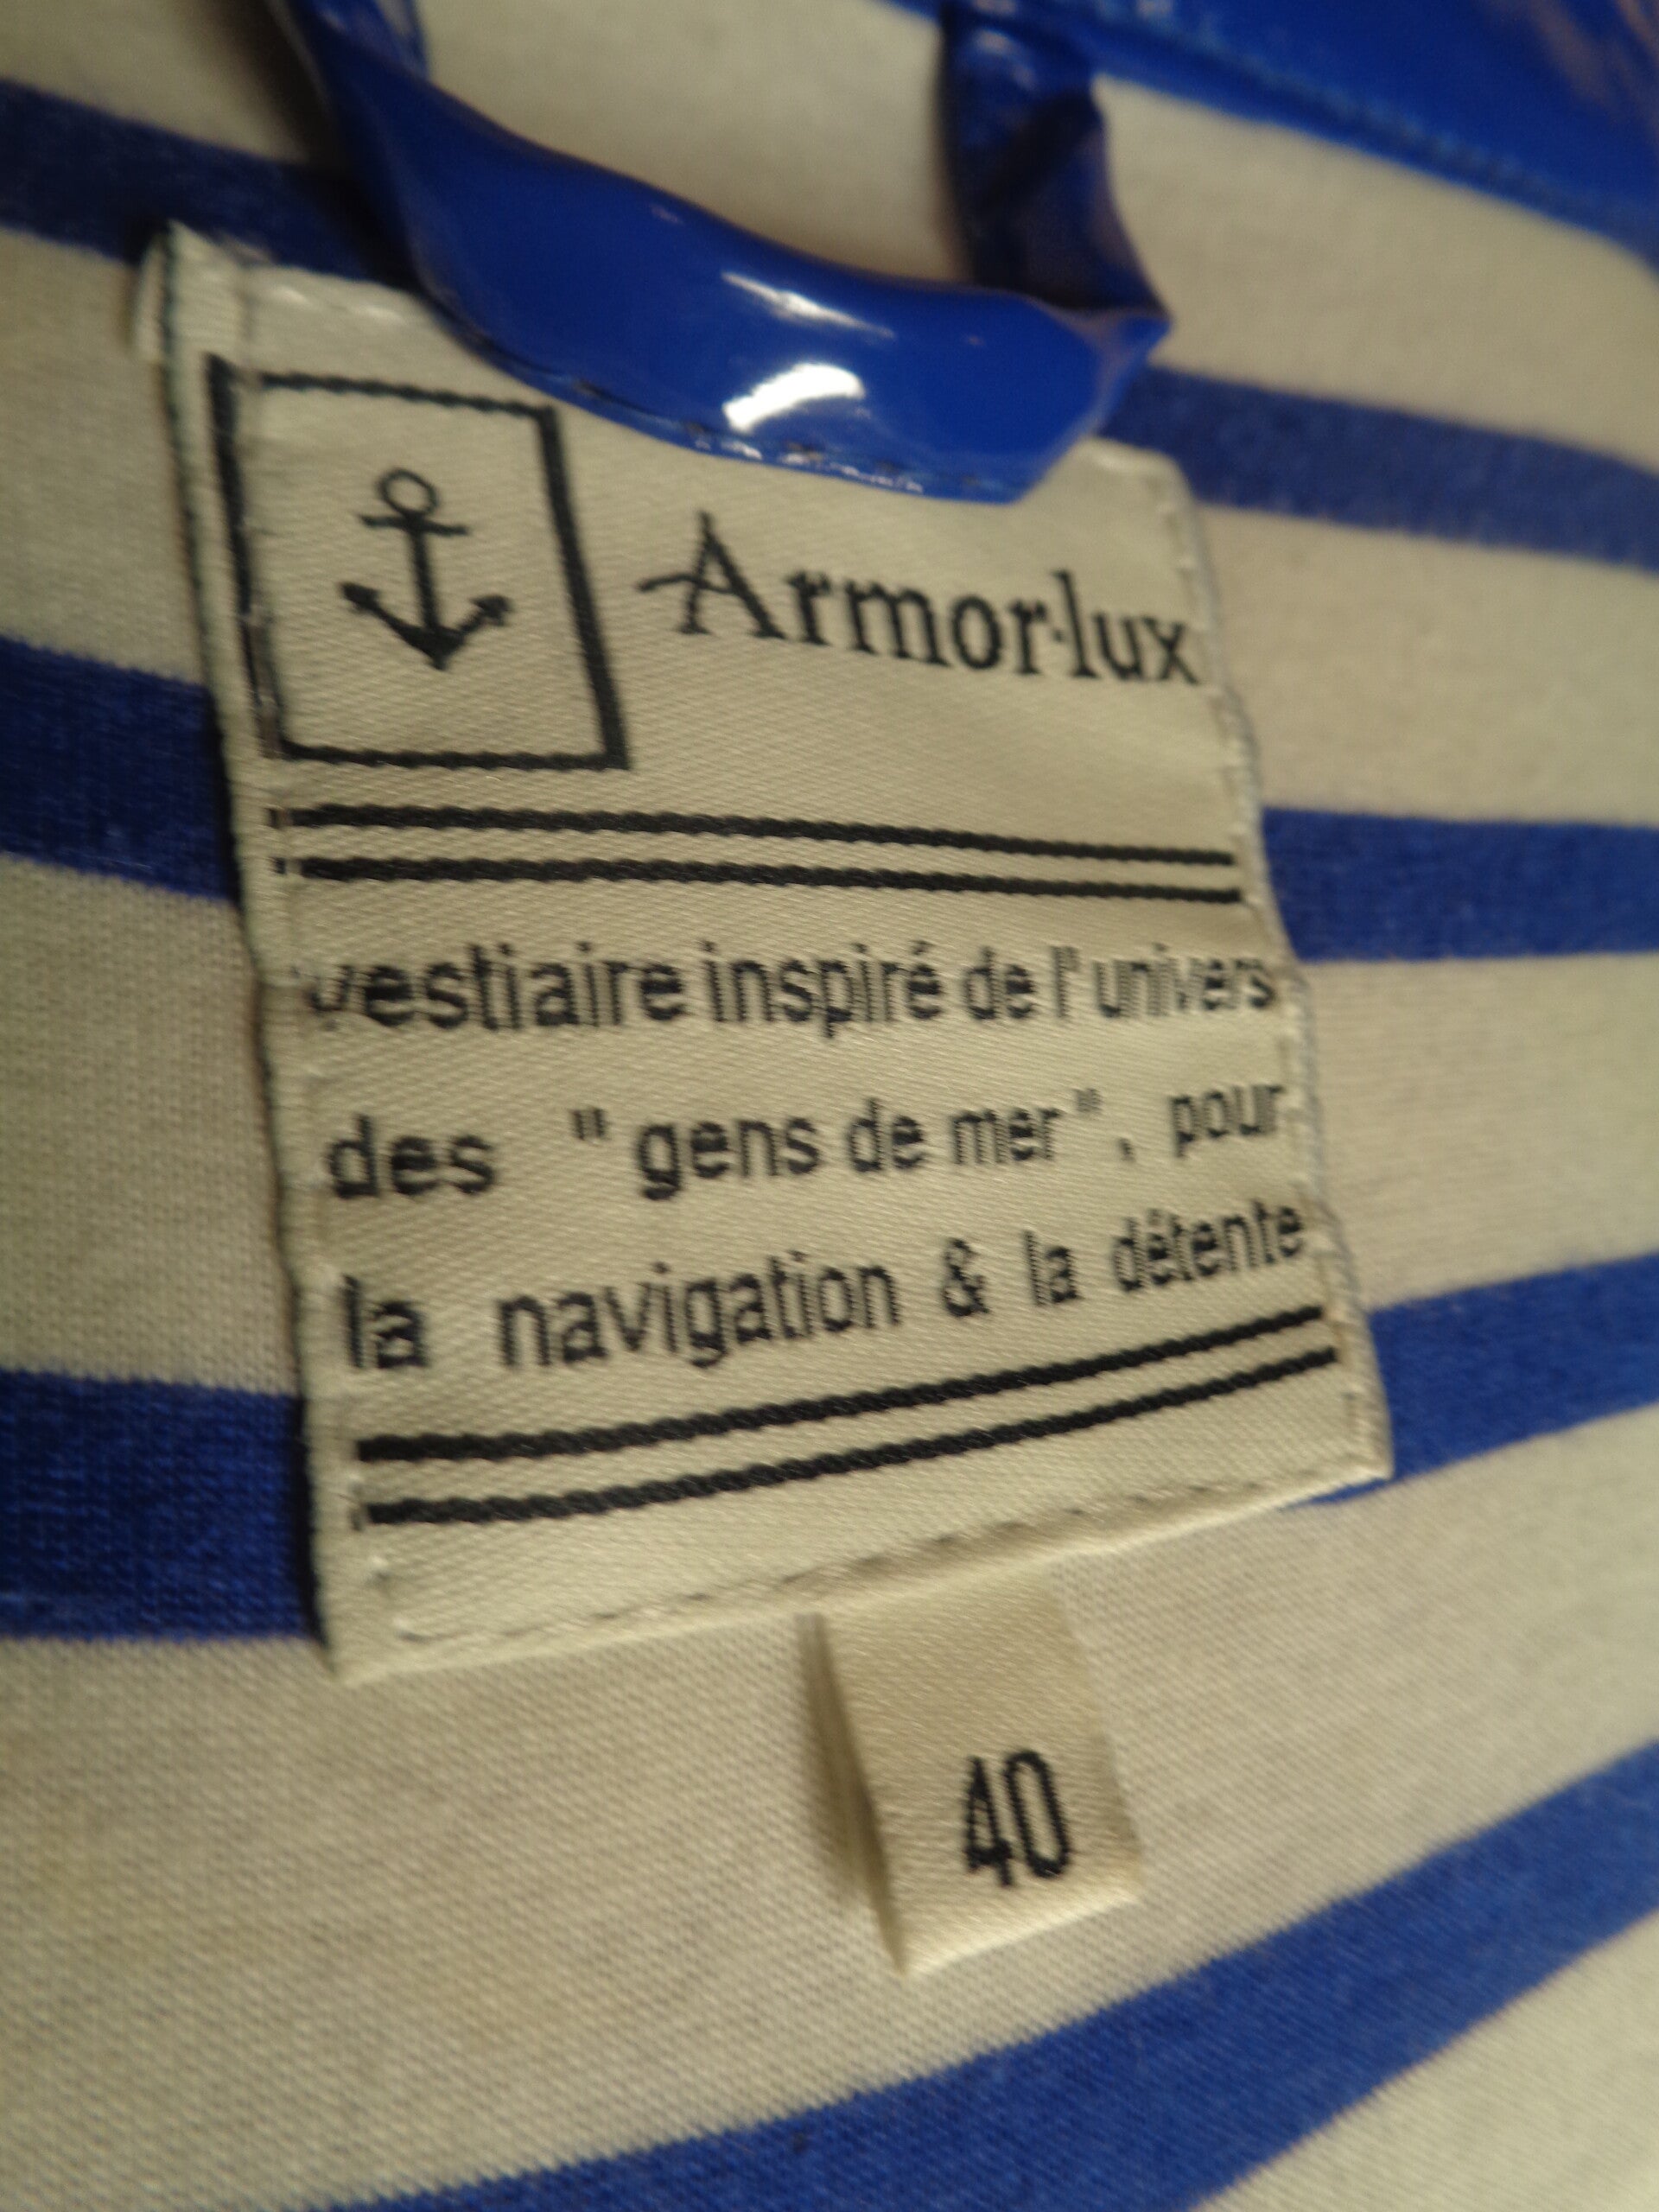 Armor·lux
vestiaire inspiré de l'univers
des "gens de mer", pour
la navigation & la détente
40